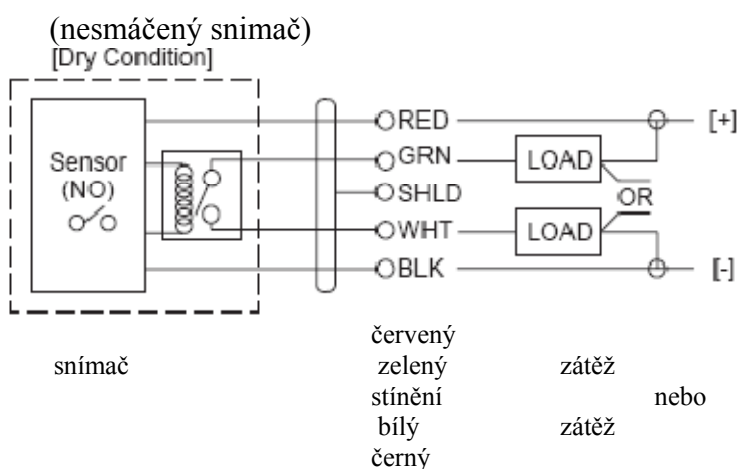 (nesmáčený snimač)
[Dry Condition]
RED [+]
GRN LOAD
Sensor
(NO)
SHLD OR
WHT LOAD
BLK [-]
červený
snímač zelený zátěž
stínění nebo
bílý zátěž
černý